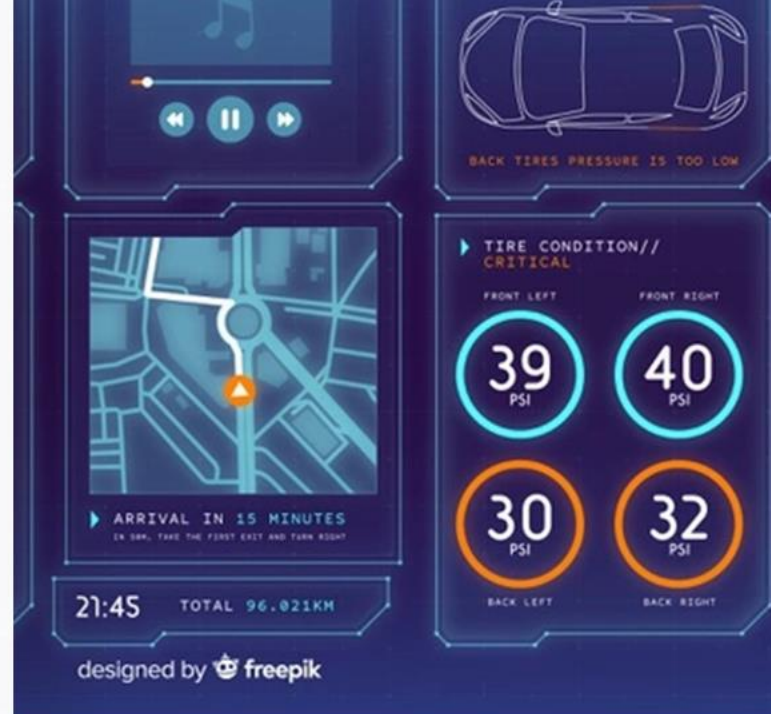 BACK TIRES PRESSURE IS TOO LOW
TIRE CONDITION//
CRITICAL
FRONT LEFT
FRONT RIGHT
39
PSI
40
PSI
30
PSI
32
PSI
BACK LEFT
BACK RIGHT
ARRIVAL IN 15 MINUTES
IN 50M, TAKE THE FIRST EXIT AND TURN RIGHT
21:45
TOTAL 96.021KM
designed by freepik